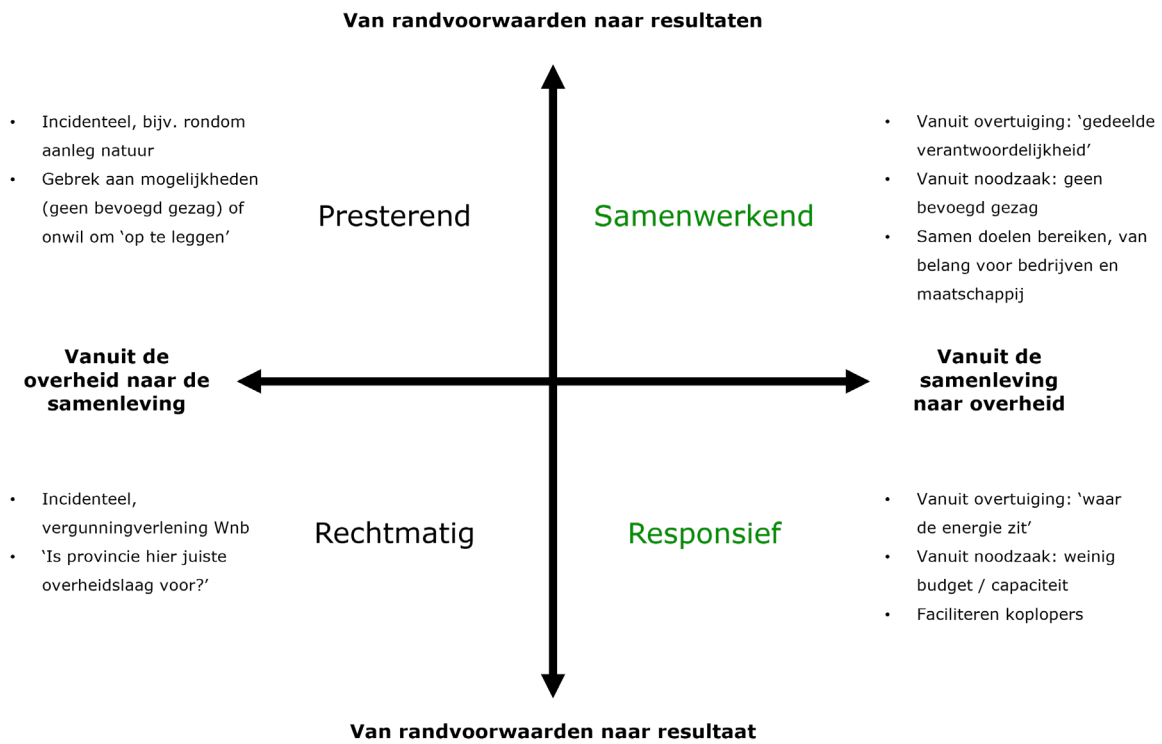 Van randvoorwaarden naar resultaten
• Incidenteel, bijv. rondom
aanleg natuur
• Gebrek aan mogelijkheden
(geen bevoegd gezag) of
onwil om ‘op te leggen’
Presterend
Samenwerkend
• Vanuit overtuiging: ‘gedeelde
verantwoordelijkheid’
• Vanuit noodzaak: geen
bevoegd gezag
• Samen doelen bereiken, van
belang voor bedrijven en
maatschappij
Vanuit de
overheid naar de
samenleving
Vanuit de
samenleving
naar overheid
• Incidenteel,
vergunningverlening Wnb
• ‘Is provincie hier juiste
overheidslaag voor?’
Rechtmatig
Responsief
• Vanuit overtuiging: ‘waar
de energie zit’
• Vanuit noodzaak: weinig
budget / capaciteit
• Faciliteren koplopers
Van randvoorwaarden naar resultaat